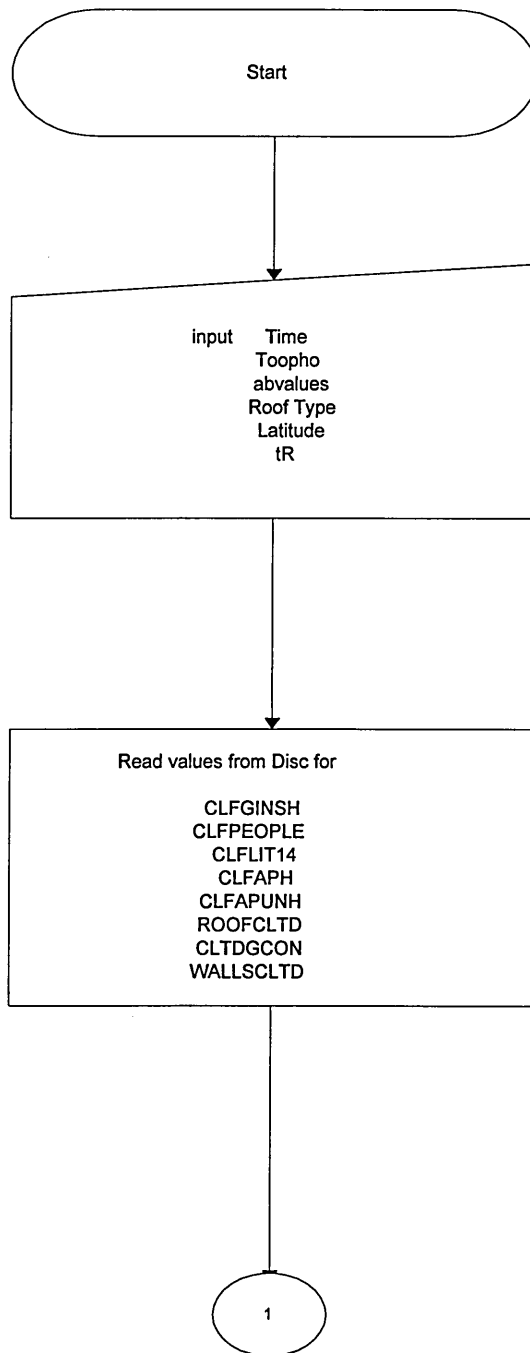 Start
input Time
Toopho
abvalues
Roof Type
Latitude
tR
Read values from Disc for
CLFGINSH
CLFPEOPLE
CLFLIT14
CLFAPH
CLFAPUNH
ROOFCLTD
CLTDGCON
WALLSCLTD
1